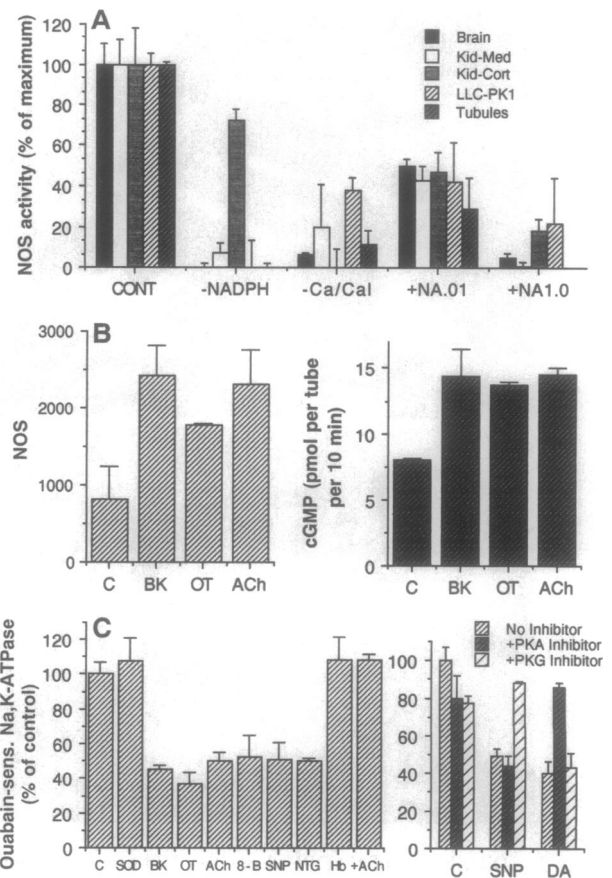 A
NOS activity (% of maximum)
120
100
80
60
40
20
0
Brain
Kid-Med
Kid-Cort
LLC-PK1
Tubules
CONT -NADPH -Ca/Cal +NA.01 +NA1.0
B
NOS
3000
2000
1000
0
C BK OT ACh
cGMP (pmol per tube
per 10 min)
15
10
5
0
C BK OT ACh
C
Ouabain-sens. Na,K-ATPase
(% of control)
120
100
80
60
40
20
0
C SOD BK OT ACh 8-B SNP NTG Hb +ACh
No Inhibitor
+PKA Inhibitor
+PKG Inhibitor
100
80
60
40
20
0
C SNP DA